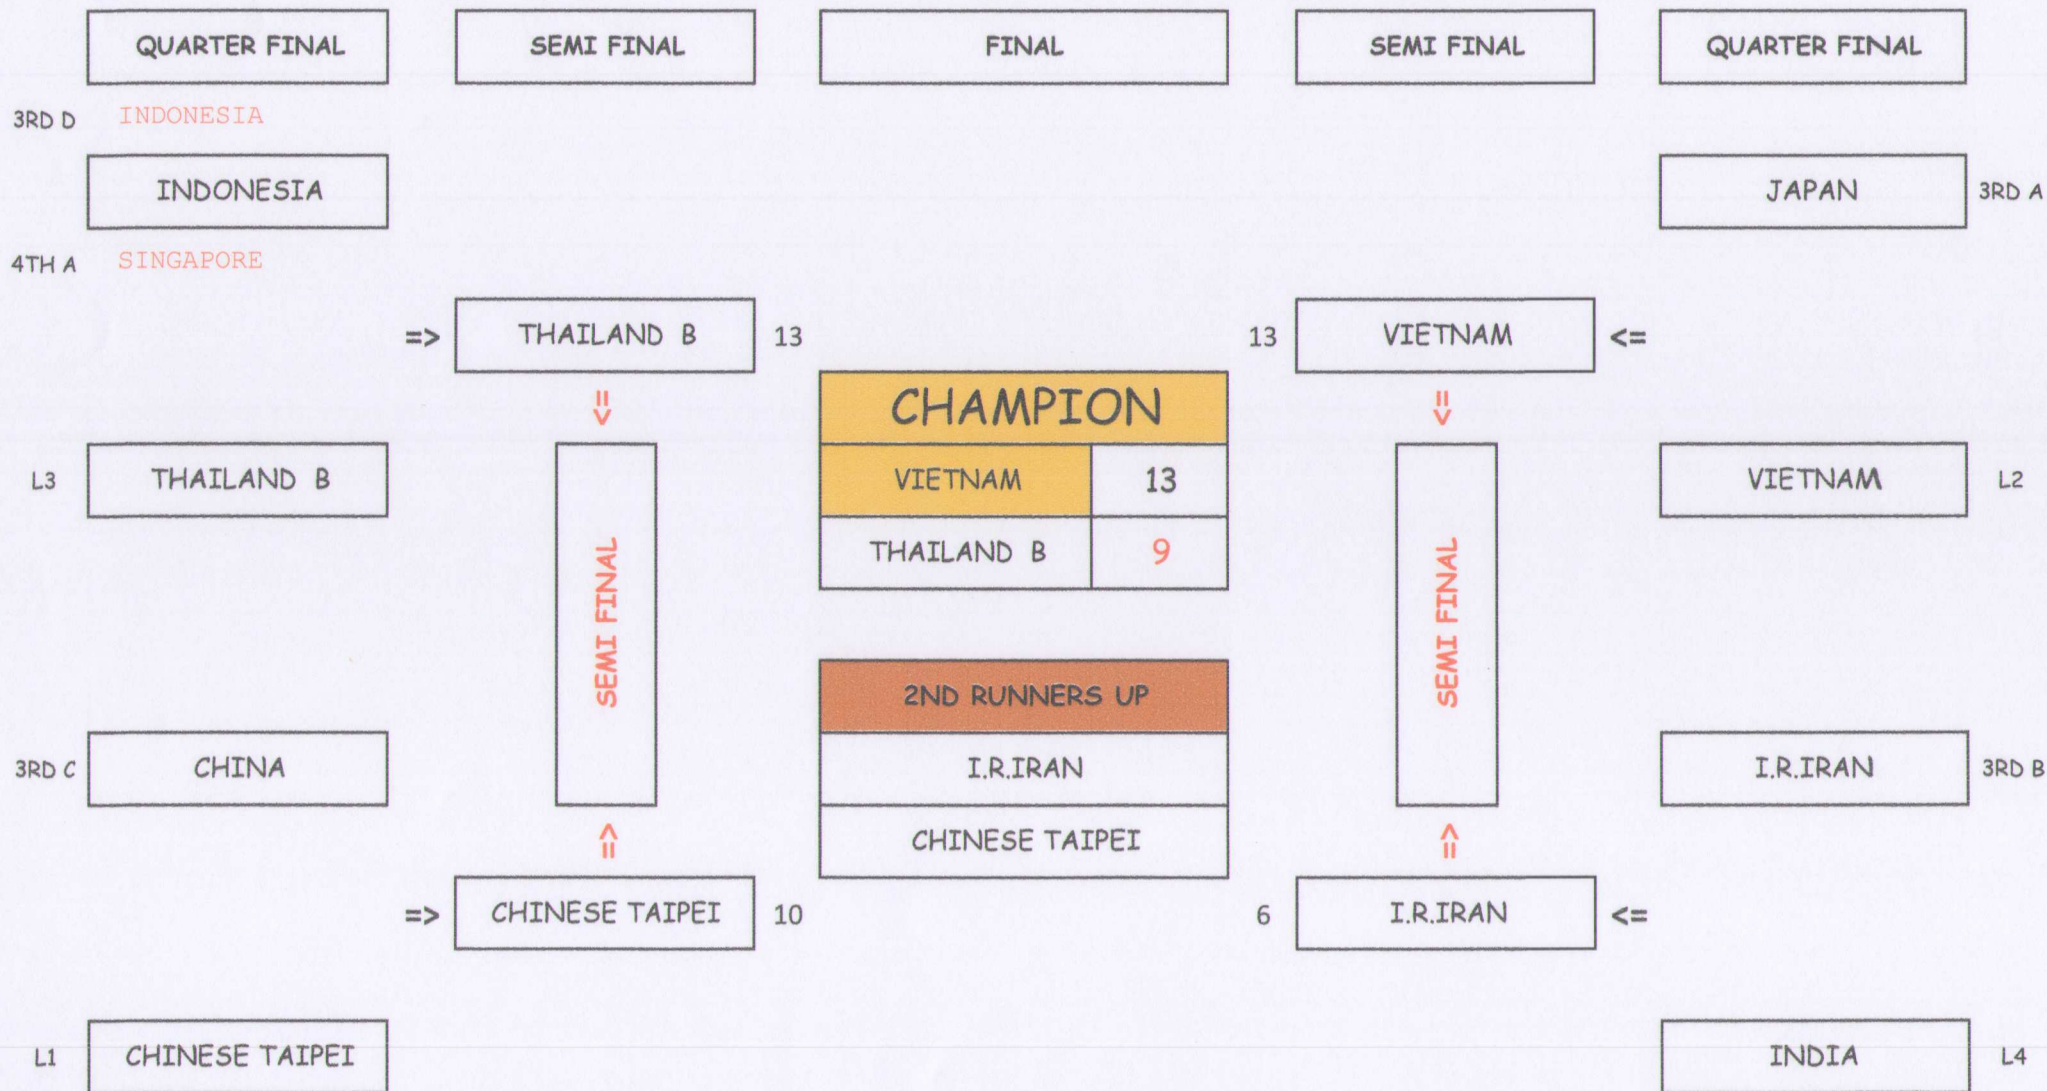 QUARTER FINAL SEMI FINAL FINAL SEMI FINAL QUARTER FINAL
3RD D INDONESIA
INDONESIA JAPAN 3RD A
4TH A SINGAPORE
=> THAILAND B 13 13 VIETNAM <=
=> CHAMPION =>
L3 THAILAND B VIETNAM 13 VIETNAM L2
THAILAND B 9
SEMI FINAL SEMI FINAL
2ND RUNNERS UP
3RD C CHINA I.R.IRAN I.R.IRAN 3RD B
=> CHINESE TAIPEI =>
=> CHINESE TAIPEI 10 6 I.R.IRAN <=
L1 CHINESE TAIPEI INDIA L4